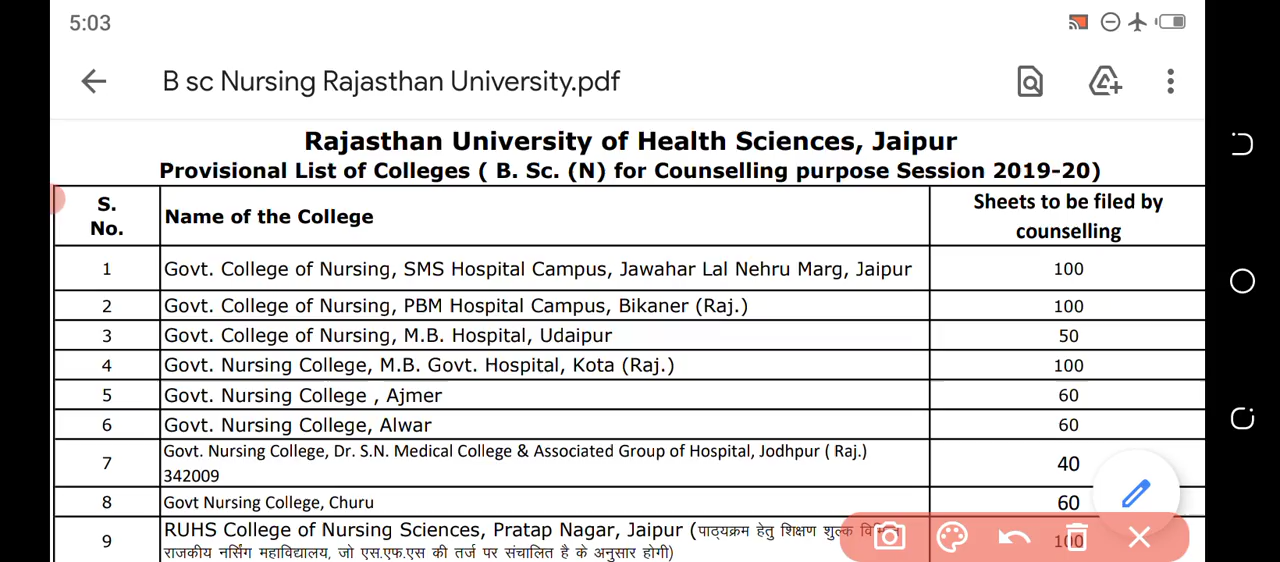 5:03
B sc Nursing Rajasthan University.pdf
Rajasthan University of Health Sciences, Jaipur
Provisional List of Colleges ( B. Sc. (N) for Counselling purpose Session 2019-20)
S. No. Name of the College Sheets to be filed by counselling
1 Govt. College of Nursing, SMS Hospital Campus, Jawahar Lal Nehru Marg, Jaipur 100
2 Govt. College of Nursing, PBM Hospital Campus, Bikaner (Raj.) 100
3 Govt. College of Nursing, M.B. Hospital, Udaipur 50
4 Govt. Nursing College, M.B. Govt. Hospital, Kota (Raj.) 100
5 Govt. Nursing College , Ajmer 60
6 Govt. Nursing College, Alwar 60
7 Govt. Nursing College, Dr. S.N. Medical College & Associated Group of Hospital, Jodhpur ( Raj.) 40
342009
8 Govt Nursing College, Churu 60
9 RUHS College of Nursing Sciences, Pratap Nagar, Jaipur (पाठ्यक्रम हेतु शिक्षण शुल्क 100
राजकीय नर्सिंग महाविद्यालय, जो एस.एफ.एस की तर्ज पर संचालित है के अनुसार होगी)